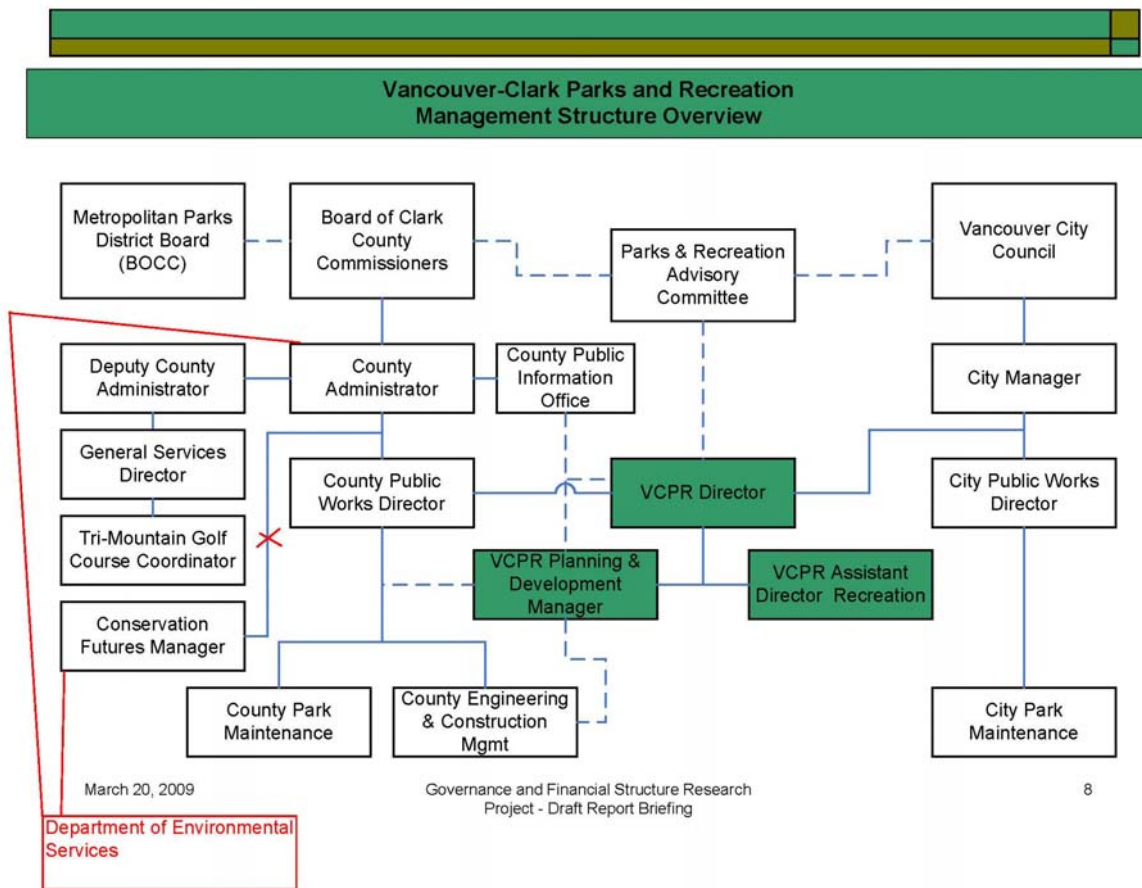 Vancouver-Clark Parks and Recreation
Management Structure Overview
Metropolitan Parks
District Board
(BOCC)
Board of Clark
County
Commissioners
Parks & Recreation
Advisory
Committee
Vancouver City
Council
Deputy County
Administrator
County
Administrator
County Public
Information
Office
City Manager
General Services
Director
County Public
Works Director
VCPR Director
City Public Works
Director
Tri-Mountain Golf
Course Coordinator
VCPR Planning &
Development
Manager
VCPR Assistant
Director Recreation
Conservation
Futures Manager
County Park
Maintenance
County Engineering
& Construction
Mgmt
City Park
Maintenance
March 20, 2009
Governance and Financial Structure Research
Project - Draft Report Briefing
8
Department of Environmental
Services